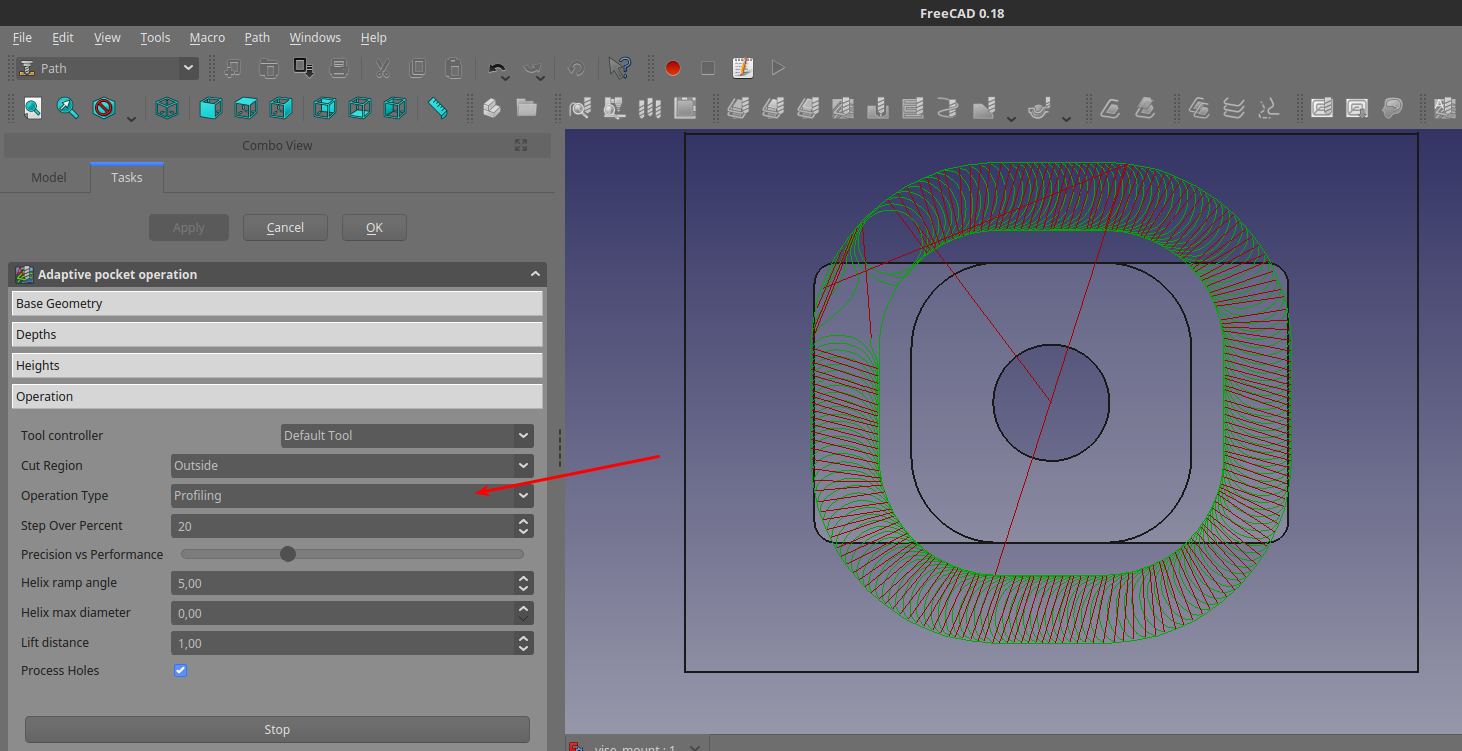 FreeCAD 0.18
File Edit View Tools Macro Path Windows Help
Path
Combo View
Model Tasks
Apply Cancel OK
Adaptive pocket operation
Base Geometry
Depths
Heights
Operation
Tool controller Default Tool
Cut Region Outside
Operation Type Profiling
Step Over Percent 20
Precision vs Performance
Helix ramp angle 5,00
Helix max diameter 0,00
Lift distance 1,00
Process Holes
Stop
vise_mount : 1